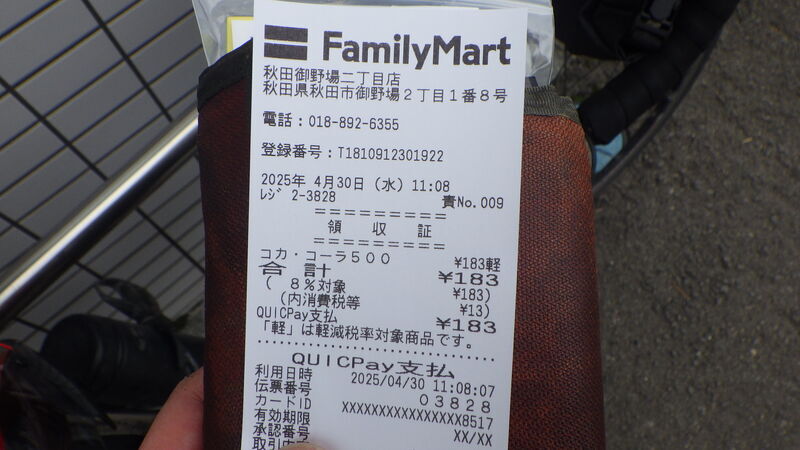 FamilyMart
秋田御野場二丁目店
秋田県秋田市御野場2丁目1番8号
電話：018-892-6355
登録番号：T1810912301922
2025年 4月30日（水）11:08
レジ 2-3828 責No.009
＝＝＝＝＝＝＝＝＝
領 収 証
＝＝＝＝＝＝＝＝＝
コカ・コーラ500 ¥183軽
合 計 ¥183
（ 8%対象 ¥183）
（内消費税等 ¥13）
QUICPay支払 ¥183
「軽」は軽減税率対象商品です。
QUICPay支払
利用日時 2025/04/30 11:08:07
伝票番号 03828
カードID XXXXXXXXXXXXXXXX8517
有効期限 XX/XX
承認番号